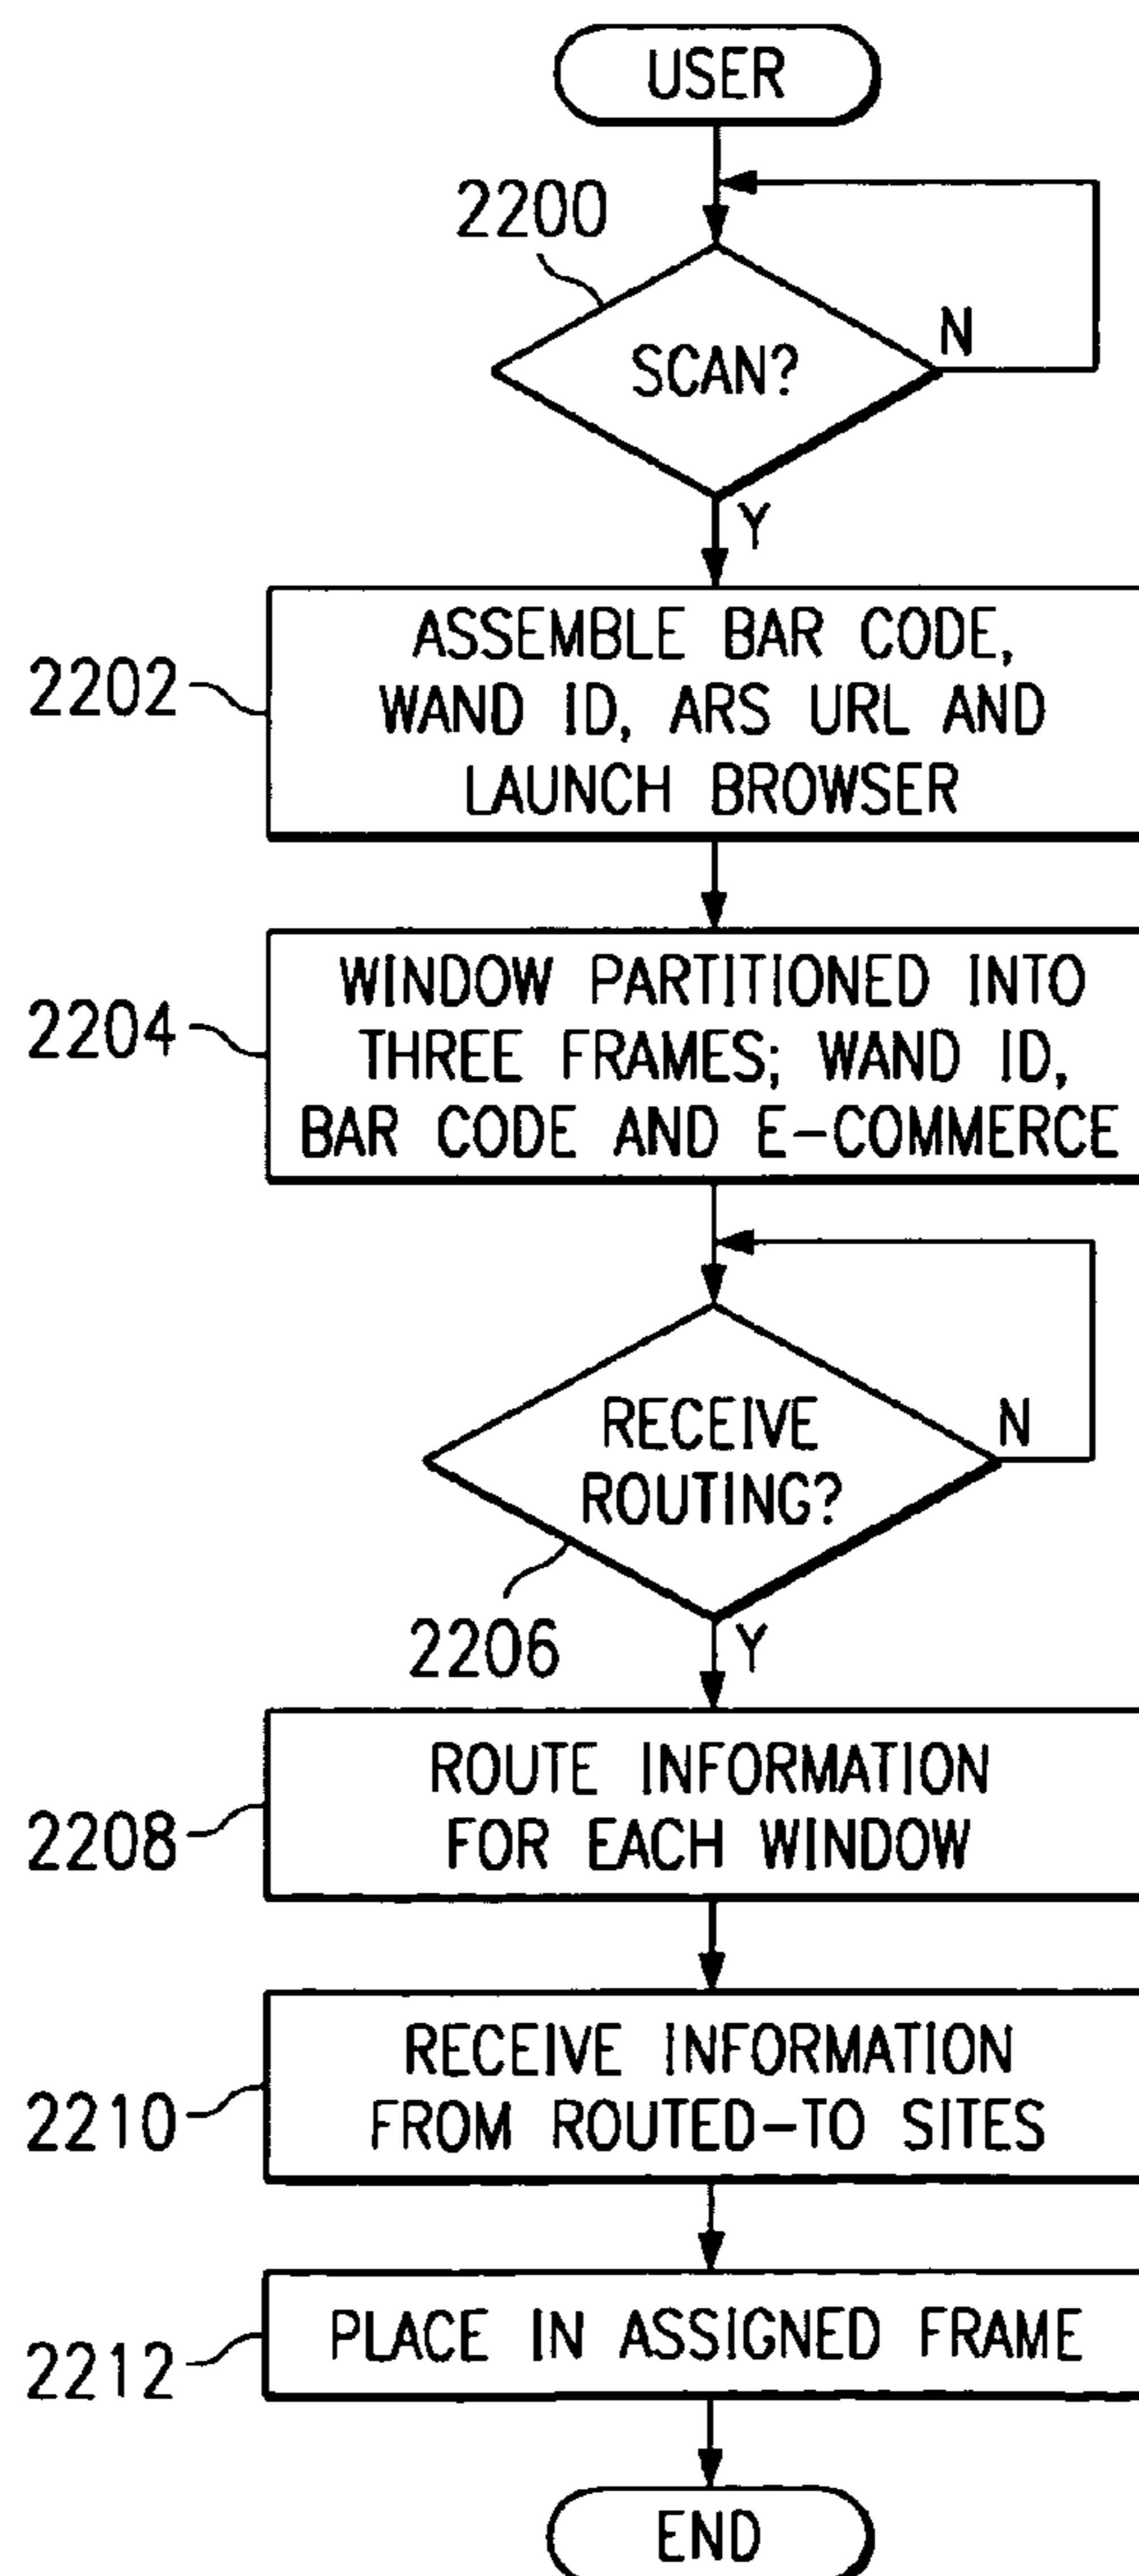 USER
2200
SCAN?
N
Y
2202
ASSEMBLE BAR CODE,
WAND ID, ARS URL AND
LAUNCH BROWSER
2204
WINDOW PARTITIONED INTO
THREE FRAMES; WAND ID,
BAR CODE AND E-COMMERCE
RECEIVE
ROUTING?
N
2206
Y
2208
ROUTE INFORMATION
FOR EACH WINDOW
2210
RECEIVE INFORMATION
FROM ROUTED-TO SITES
2212
PLACE IN ASSIGNED FRAME
END